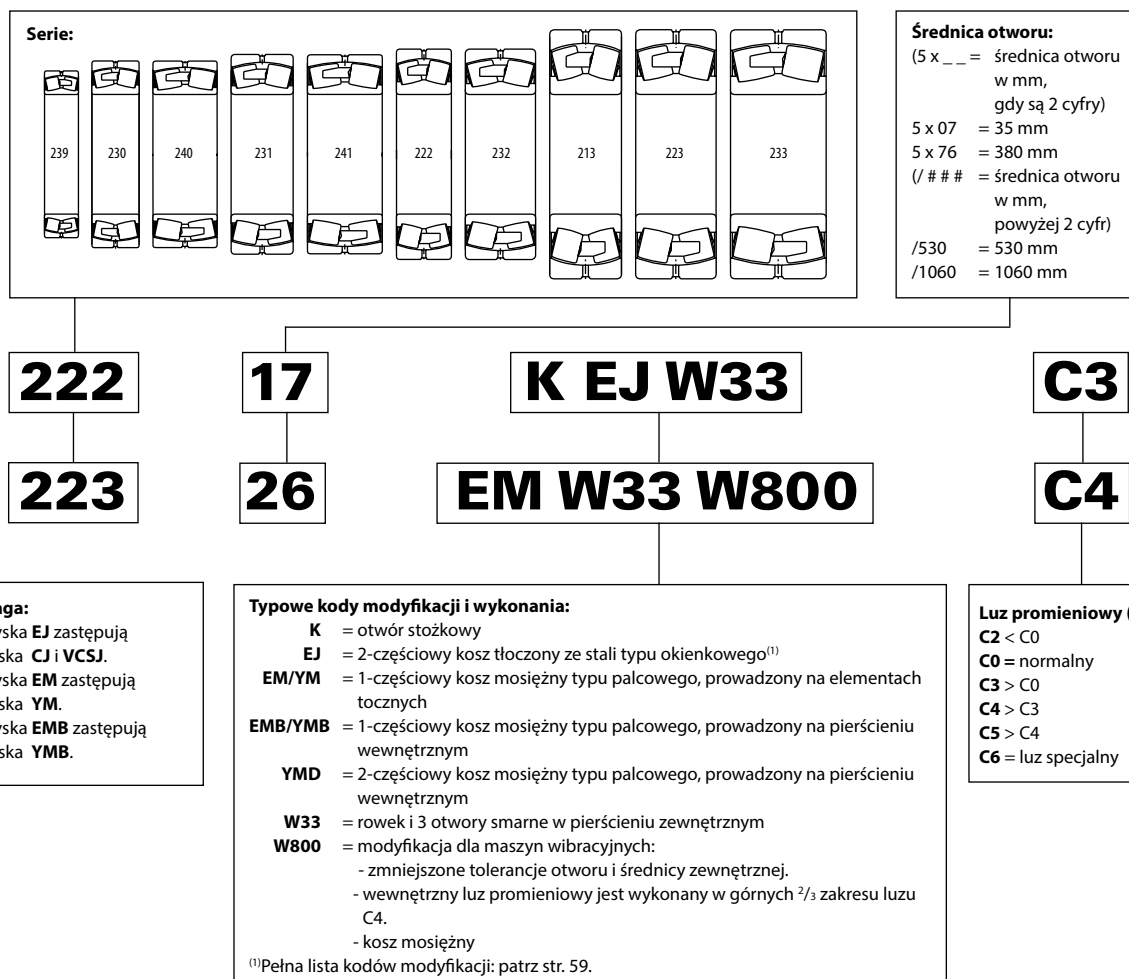 Serie:
239 230 240 231 241 222 232 213 223 233
Średnica otworu:
(5 x _ _ = średnica otworu
w mm,
gdy są 2 cyfry)
5 x 07 = 35 mm
5 x 76 = 380 mm
(/ # # # = średnica otworu
w mm,
powyżej 2 cyfr)
/530 = 530 mm
/1060 = 1060 mm
222 17 K EJ W33 C3
223 26 EM W33 W800 C4
aga:
yska EJ zastępują
ska CJ i VCSJ.
yska EM zastępują
ska YM.
yska EMB zastępują
ska YMB.
Typowe kody modyfikacji i wykonania:
K = otwór stożkowy
EJ = 2-częściowy kosz tłoczony ze stali typu okienkowego(1)
EM/YM = 1-częściowy kosz mosiężny typu palcowego, prowadzony na elementach
tocznych
EMB/YMB = 1-częściowy kosz mosiężny typu palcowego, prowadzony na pierścieniu
wewnętrznym
YMD = 2-częściowy kosz mosiężny typu palcowego, prowadzony na pierścieniu
wewnętrznym
W33 = rowek i 3 otwory smarne w pierścieniu zewnętrznym
W800 = modyfikacja dla maszyn wibracyjnych:
- zmniejszone tolerancje otworu i średnicy zewnętrznej.
- wewnętrzny luz promieniowy jest wykonany w górnych 2/3 zakresu luzu
C4.
- kosz mosiężny
(1)Pełna lista kodów modyfikacji: patrz str. 59.
Luz promieniowy (
C2 < C0
C0 = normalny
C3 > C0
C4 > C3
C5 > C4
C6 = luz specjalny